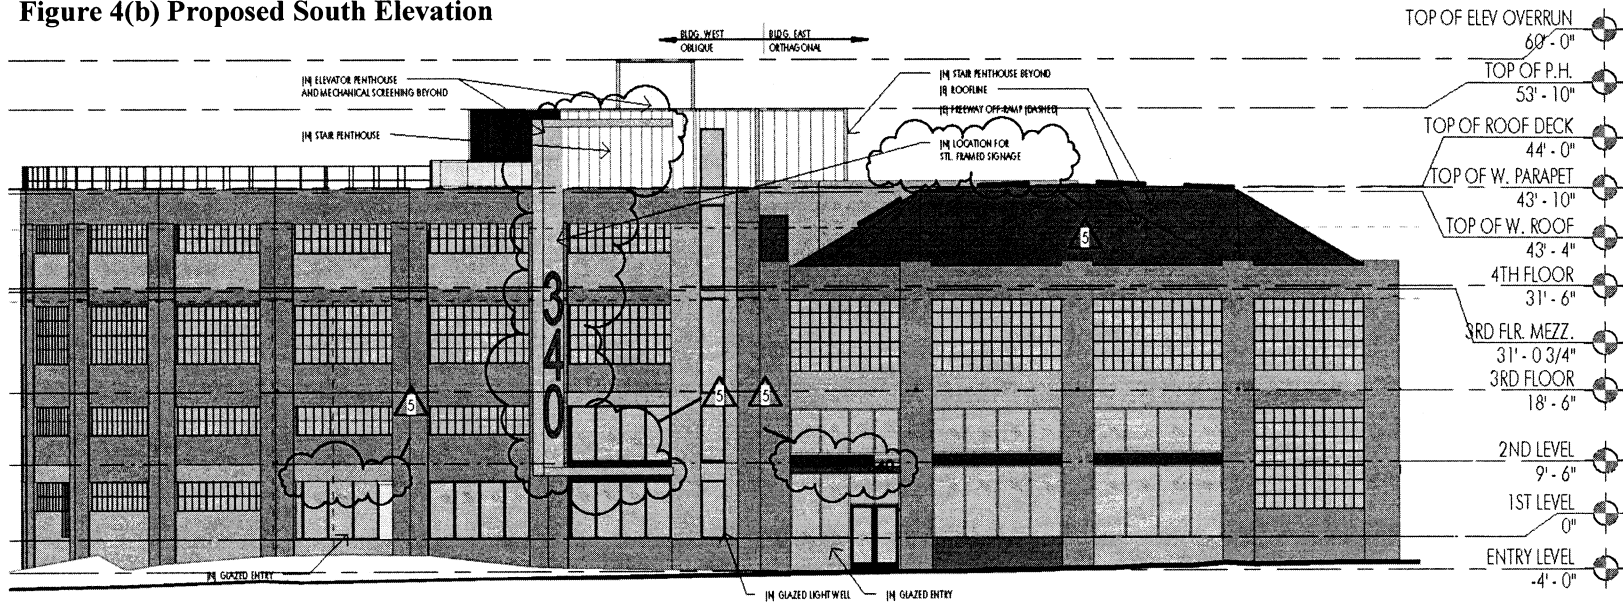 Figure 4(b) Proposed South Elevation
BLDG. WEST
OBLIQUE
BLDG. EAST
ORTHAGONAL
(N) ELEVATOR PENTHOUSE
AND MECHANICAL SCREENING BEYOND
(N) STAIR PENTHOUSE
(N) STAIR PENTHOUSE BEYOND
(E) ROOFLINE
(E) FREEWAY OFF-RAMP (DASHED)
(N) LOCATION FOR
STL. FRAMED SIGNAGE
TOP OF ELEV OVERRUN
60' - 0"
TOP OF P.H.
53' - 10"
TOP OF ROOF DECK
44' - 0"
TOP OF W. PARAPET
43' - 10"
TOP OF W. ROOF
43' - 4"
4TH FLOOR
31' - 6"
3RD FLR. MEZZ.
31' - 0 3/4"
3RD FLOOR
18' - 6"
2ND LEVEL
9' - 6"
1ST LEVEL
0"
ENTRY LEVEL
-4' - 0"
340
5
5
5
5
(N) GLAZED ENTRY
(N) GLAZED LIGHTWELL
(N) GLAZED ENTRY